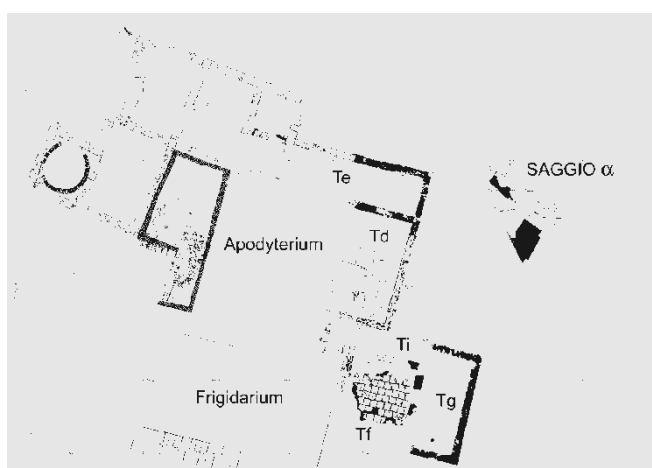 SAGGIO α
Te
Td
Apodyterium
Ti
Frigidarium
Tg
Tf